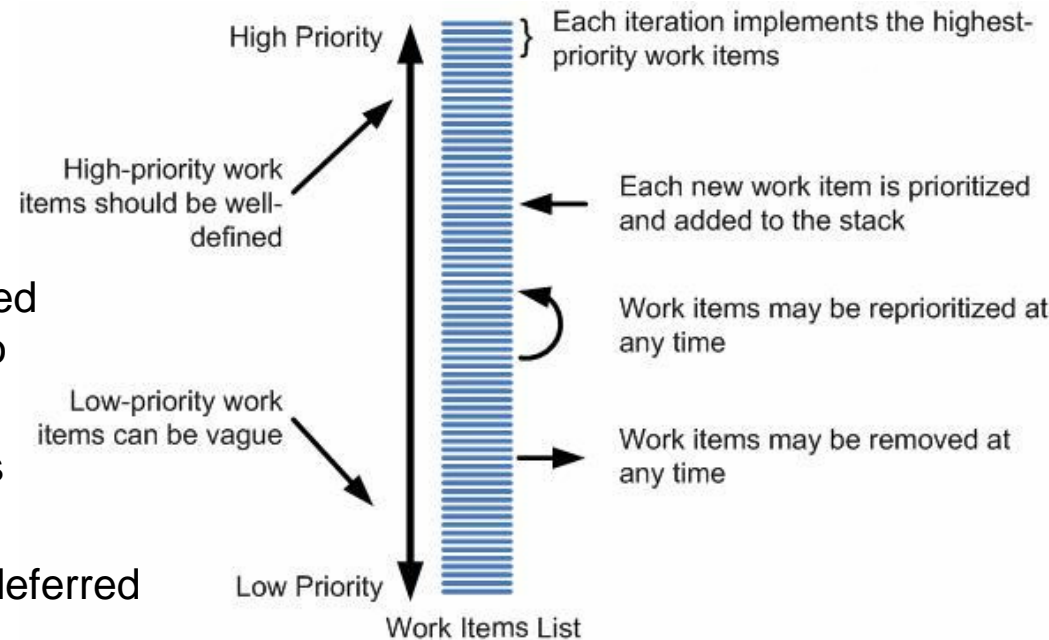 High Priority
Each iteration implements the highest-
priority work items
High-priority work
items should be well-
defined
Each new work item is prioritized
and added to the stack
Work items may be reprioritized at
any time
Low-priority work
items can be vague
Work items may be removed at
any time
Low Priority
Work Items List